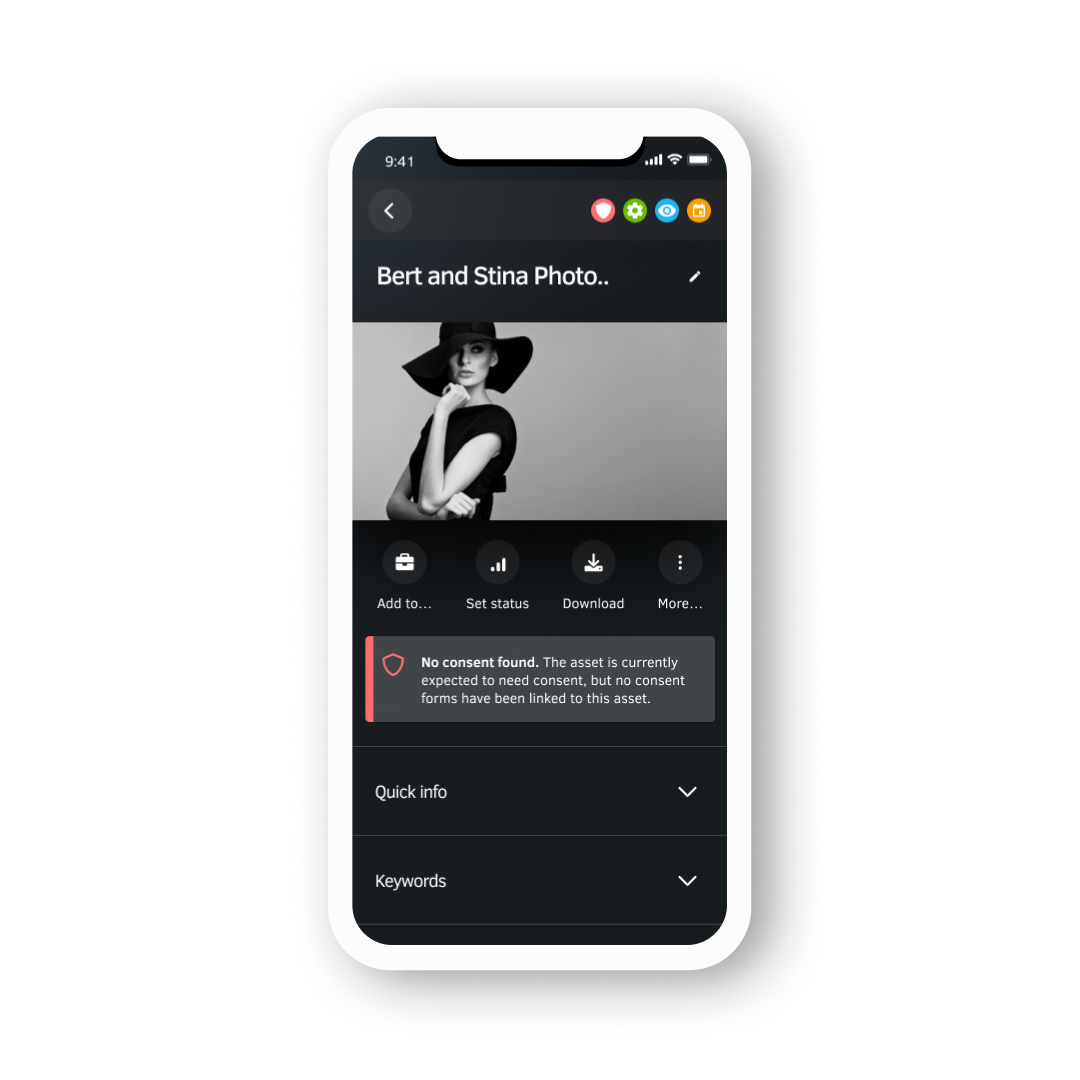 9:41
Bert and Stina Photo..
Add to...
Set status
Download
More...
No consent found. The asset is currently
expected to need consent, but no consent
forms have been linked to this asset.
Quick info
Keywords